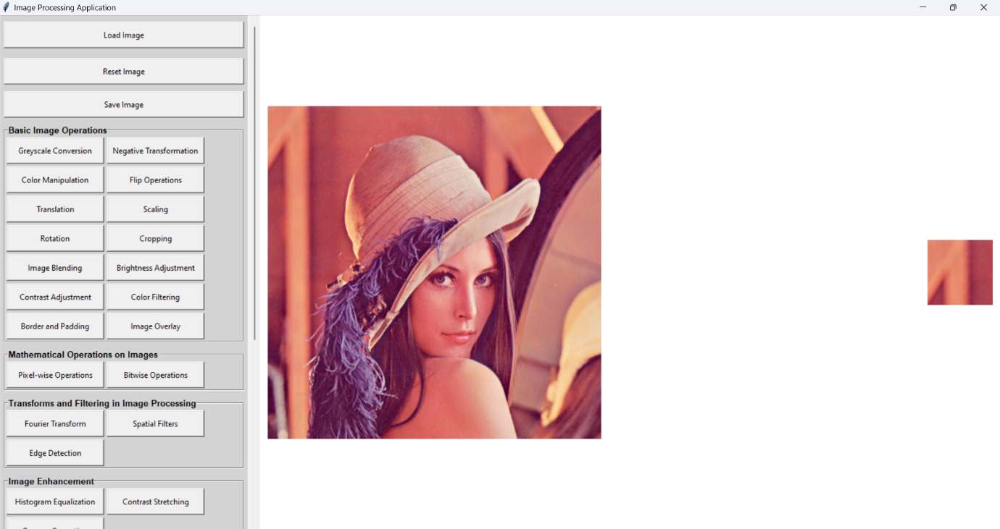 Image Processing Application
Load Image
Reset Image
Save Image
Basic Image Operations
Greyscale Conversion Negative Transformation
Color Manipulation Flip Operations
Translation Scaling
Rotation Cropping
Image Blending Brightness Adjustment
Contrast Adjustment Color Filtering
Border and Padding Image Overlay
Mathematical Operations on Images
Pixel-wise Operations Bitwise Operations
Transforms and Filtering in Image Processing
Fourier Transform Spatial Filters
Edge Detection
Image Enhancement
Histogram Equalization Contrast Stretching